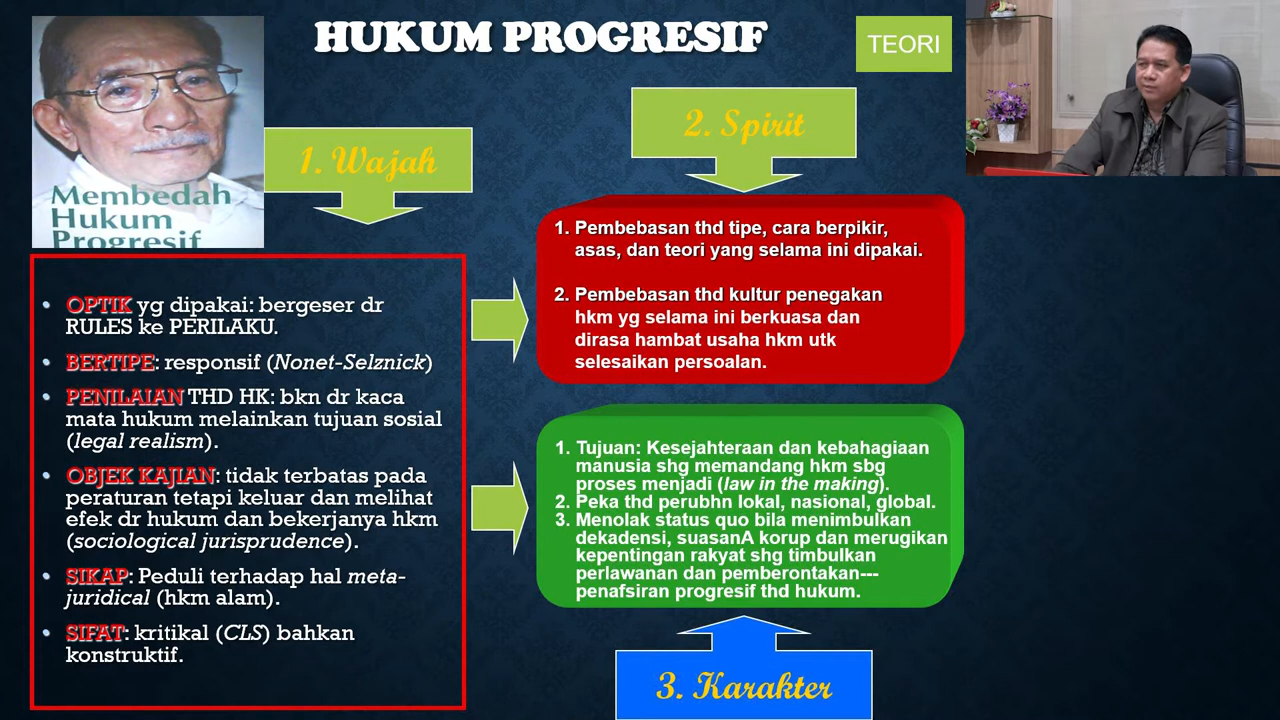 HUKUM PROGRESIF
TEORI
Membedah
Hukum
Progresif
1. Wajah
2. Spirit
• OPTIK yg dipakai: bergeser dr
RULES ke PERILAKU.
• BERTIPE: responsif (Nonet-Selznick)
• PENILAIAN THD HK: bkn dr kaca
mata hukum melainkan tujuan sosial
(legal realism).
• OBJEK KAJIAN: tidak terbatas pada
peraturan tetapi keluar dan melihat
efek dr hukum dan bekerjanya hkm
(sociological jurisprudence).
• SIKAP: Peduli terhadap hal meta-
juridical (hkm alam).
• SIFAT: kritikal (CLS) bahkan
konstruktif.
1. Pembebasan thd tipe, cara berpikir,
asas, dan teori yang selama ini dipakai.
2. Pembebasan thd kultur penegakan
hkm yg selama ini berkuasa dan
dirasa hambat usaha hkm utk
selesaikan persoalan.
1. Tujuan: Kesejahteraan dan kebahagiaan
manusia shg memandang hkm sbg
proses menjadi (law in the making).
2. Peka thd perubhn lokal, nasional, global.
3. Menolak status quo bila menimbulkan
dekadensi, suasanA korup dan merugikan
kepentingan rakyat shg timbulkan
perlawanan dan pemberontakan---
penafsiran progresif thd hukum.
3. Karakter